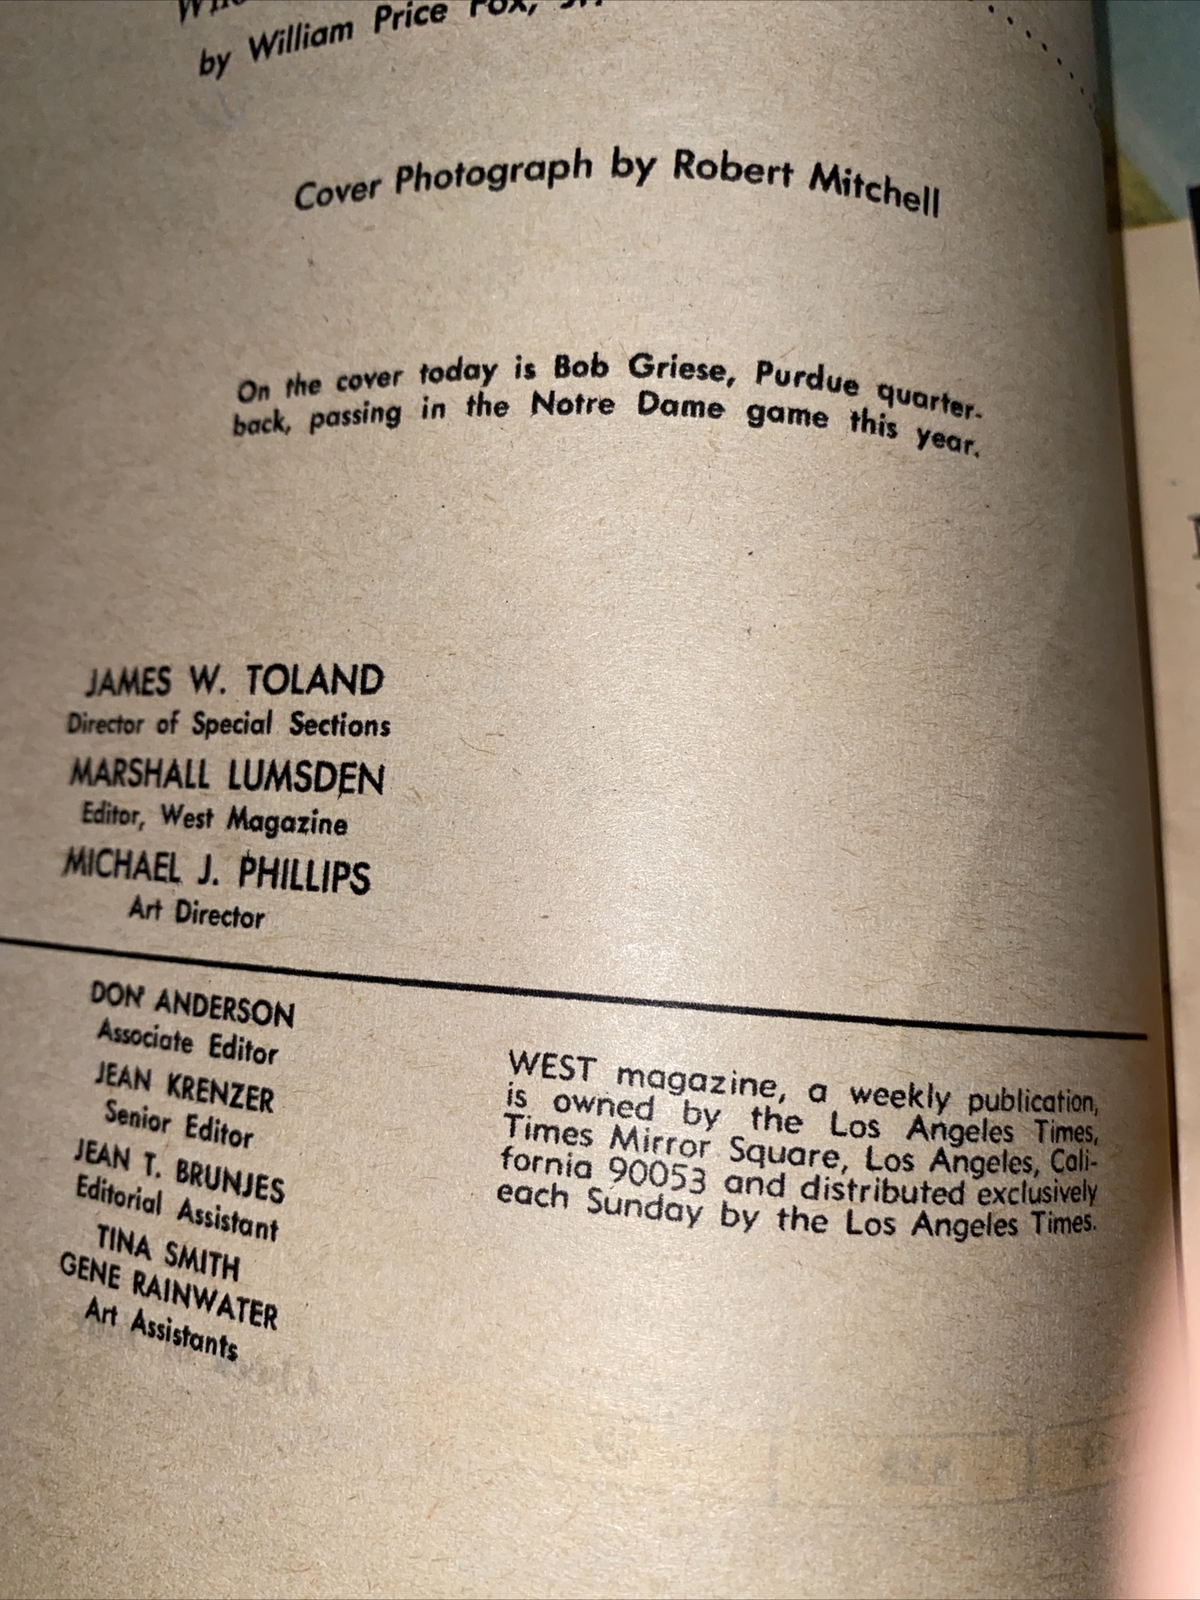 by William Price Fox, Jr.
Cover Photograph by Robert Mitchell
On the cover today is Bob Griese, Purdue quarter-
back, passing in the Notre Dame game this year.
JAMES W. TOLAND
Director of Special Sections
MARSHALL LUMSDEN
Editor, West Magazine
MICHAEL J. PHILLIPS
Art Director
DON ANDERSON
Associate Editor
JEAN KRENZER
Senior Editor
JEAN T. BRUNJES
Editorial Assistant
TINA SMITH
GENE RAINWATER
Art Assistants
WEST magazine, a weekly publication,
is owned by the Los Angeles Times,
Times Mirror Square, Los Angeles, Cali-
fornia 90053 and distributed exclusively
each Sunday by the Los Angeles Times.